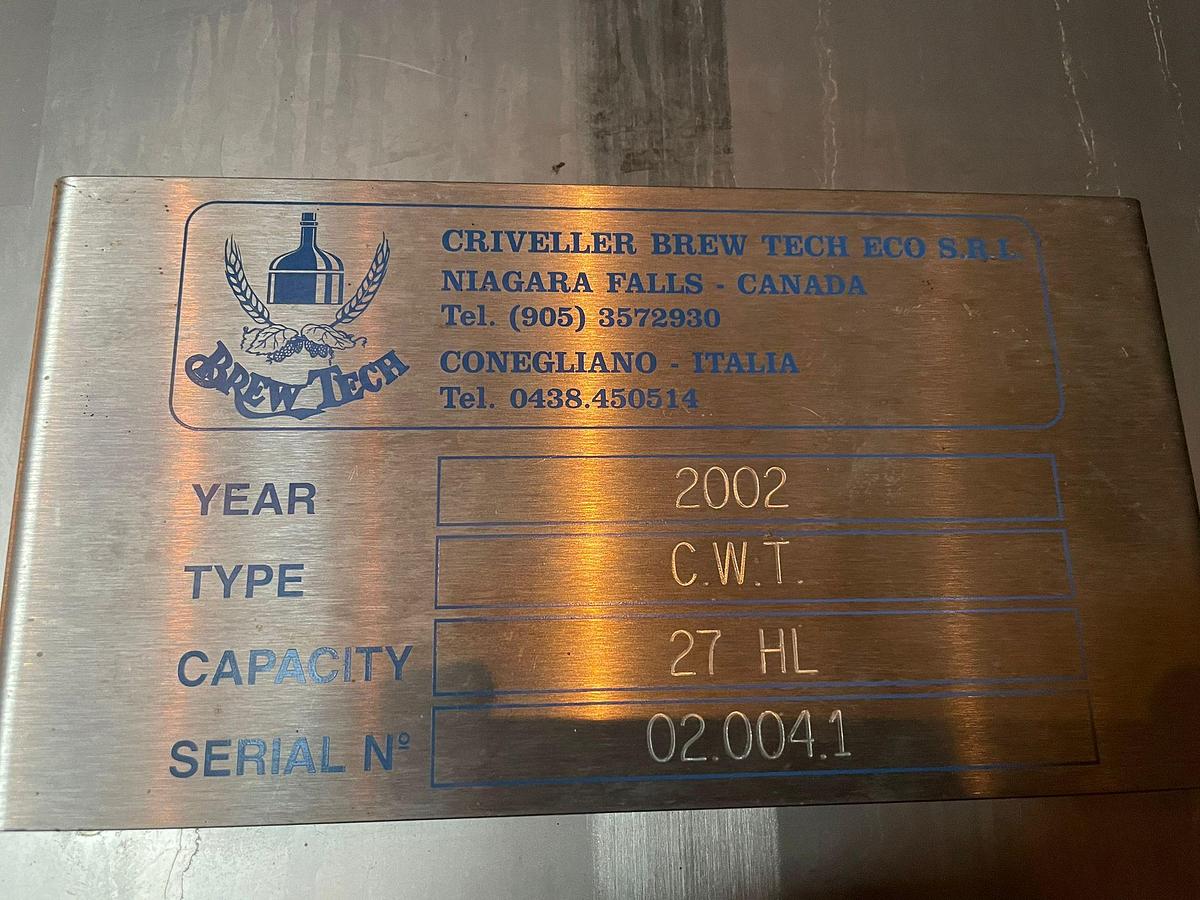 BREW TECH
CRIVELLER BREW TECH ECO S.R.L.
NIAGARA FALLS - CANADA
Tel. (905) 3572930
CONEGLIANO - ITALIA
Tel. 0438.450514
YEAR 2002
TYPE C.W.T.
CAPACITY 27 HL
SERIAL Nº 02.004.1